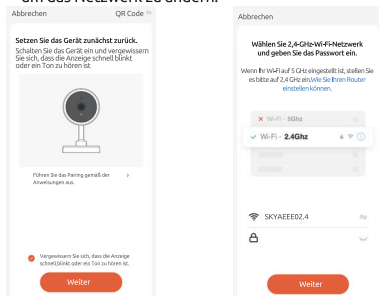 um das Netzwerk zu ändern.
Abbrechen
QR Code
Setzen Sie das Gerät zunächst zurück.
Schalten Sie das Gerät ein und vergewissern
Sie sich, dass die Anzeige schnell blinkt
oder ein Ton zu hören ist
Führen Sie das Pairing gemäß der
Anweisungen aus.
Vergewissern Sie sich, dass die Anzeige
schnell blinkt oder ein Ton zu hören ist.
Weiter
Abbrechen
Wählen Sie 2,4-GHz-Wi-Fi-Netzwerk
und geben Sie das Passwort ein.
Wenn Ihr Wi-Fi auf 5 GHz eingestellt ist, stellen Sie
es bitte auf 2,4 GHz ein.Wie Sie Ihren Router
einstellen können.
Wi-Fi - 5Ghz
Wi-Fi - 2.4Ghz
SKYAEEE02.4
Weiter